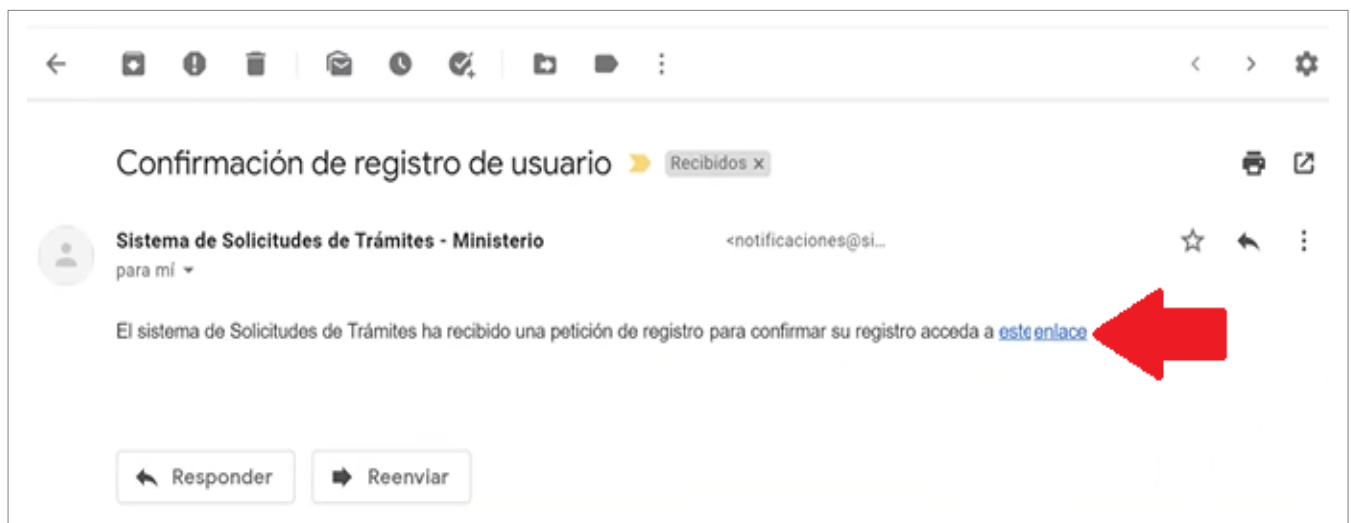 Confirmación de registro de usuario Recibidos x
Sistema de Solicitudes de Trámites - Ministerio <notificaciones@si...
para mí
El sistema de Solicitudes de Trámites ha recibido una petición de registro para confirmar su registro acceda a este enlace
Responder Reenviar